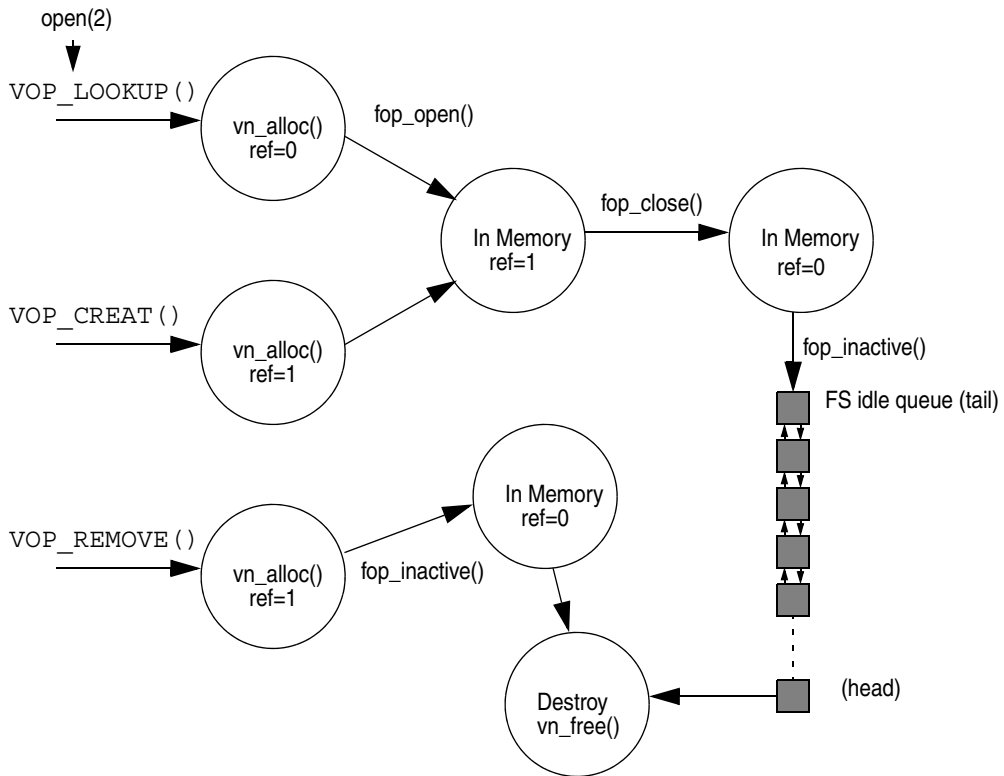 open(2)
VOP_LOOKUP()
vn_alloc()
ref=0
fop_open()
In Memory
ref=1
fop_close()
In Memory
ref=0
VOP_CREAT()
vn_alloc()
ref=1
fop_inactive()
FS idle queue (tail)
VOP_REMOVE()
vn_alloc()
ref=1
fop_inactive()
In Memory
ref=0
Destroy
vn_free()
(head)